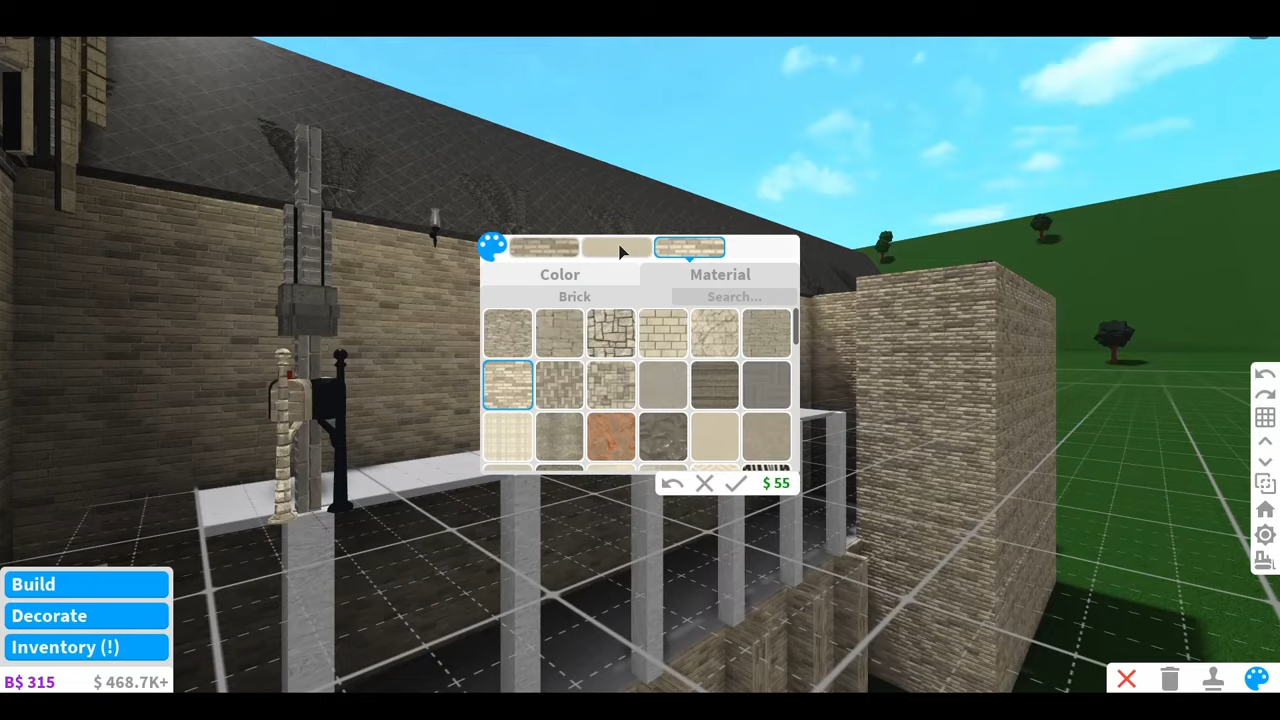 Color
Material
Brick
Search...
$ 55
Build
Decorate
Inventory (!)
B$ 315
$ 468.7K+